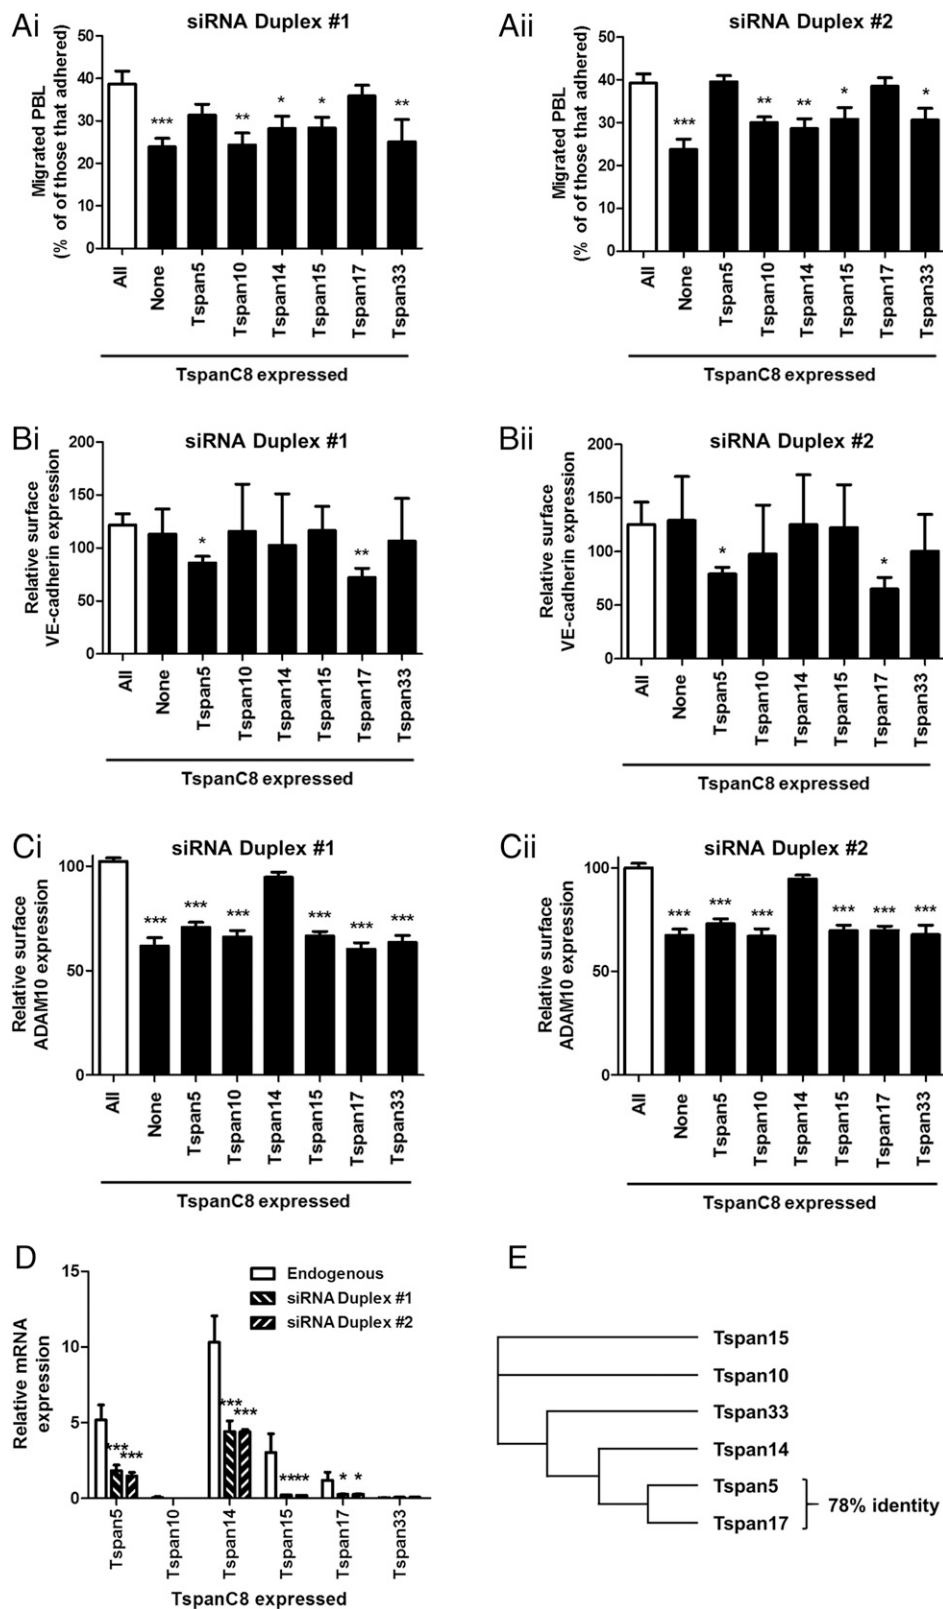 Ai
siRNA Duplex #1
Migrated PBL
(% of of those that adhered)
50
40
30
20
10
0
***
**
*
*
**
All
None
Tspan5
Tspan10
Tspan14
Tspan15
Tspan17
Tspan33
TspanC8 expressed
Aii
siRNA Duplex #2
Migrated PBL
(% of of those that adhered)
50
40
30
20
10
0
***
**
**
*
*
All
None
Tspan5
Tspan10
Tspan14
Tspan15
Tspan17
Tspan33
TspanC8 expressed
Bi
siRNA Duplex #1
Relative surface
VE-cadherin expression
200
150
100
50
0
*
**
All
None
Tspan5
Tspan10
Tspan14
Tspan15
Tspan17
Tspan33
TspanC8 expressed
Bii
siRNA Duplex #2
Relative surface
VE-cadherin expression
200
150
100
50
0
*
*
All
None
Tspan5
Tspan10
Tspan14
Tspan15
Tspan17
Tspan33
TspanC8 expressed
Ci
siRNA Duplex #1
Relative surface
ADAM10 expression
100
50
0
***
***
***
***
***
***
All
None
Tspan5
Tspan10
Tspan14
Tspan15
Tspan17
Tspan33
TspanC8 expressed
Cii
siRNA Duplex #2
Relative surface
ADAM10 expression
100
50
0
***
***
***
***
***
***
All
None
Tspan5
Tspan10
Tspan14
Tspan15
Tspan17
Tspan33
TspanC8 expressed
D
Relative mRNA
expression
15
10
5
0
Endogenous
siRNA Duplex #1
siRNA Duplex #2
***
***
***
***
****
*
*
Tspan5
Tspan10
Tspan14
Tspan15
Tspan17
Tspan33
TspanC8 expressed
E
Tspan15
Tspan10
Tspan33
Tspan14
Tspan5
Tspan17
78% identity